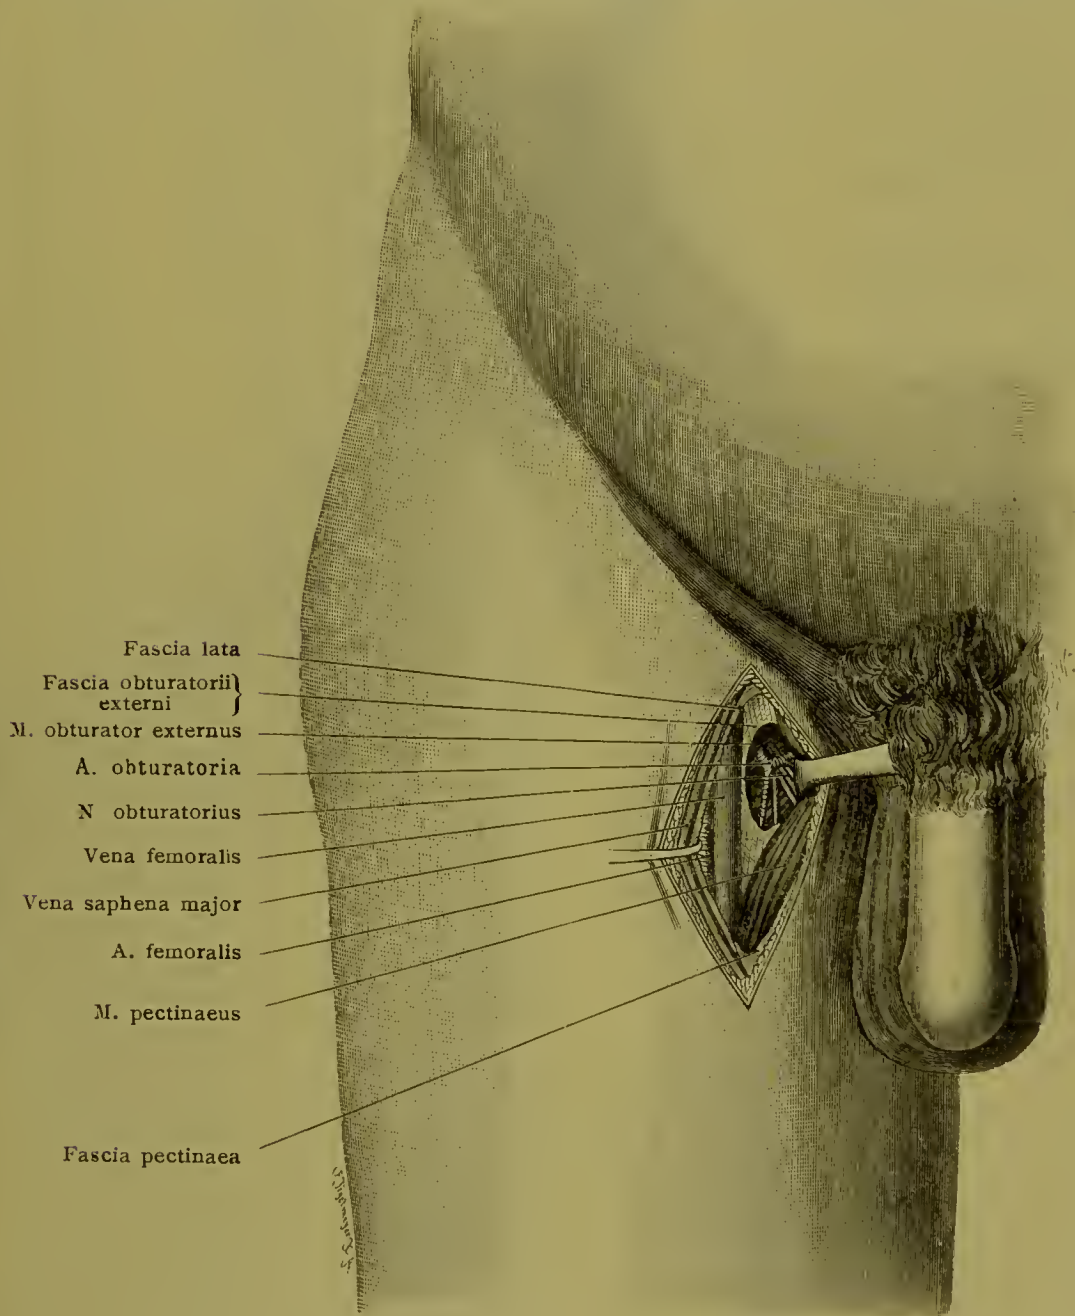 Fascia lata
Fascia obturatorii
externi
M. obturator externus
A. obturatoria
N obturatorius
Vena femoralis
Vena saphena major
A. femoralis
M. pectinaeus
Fascia pectinaea